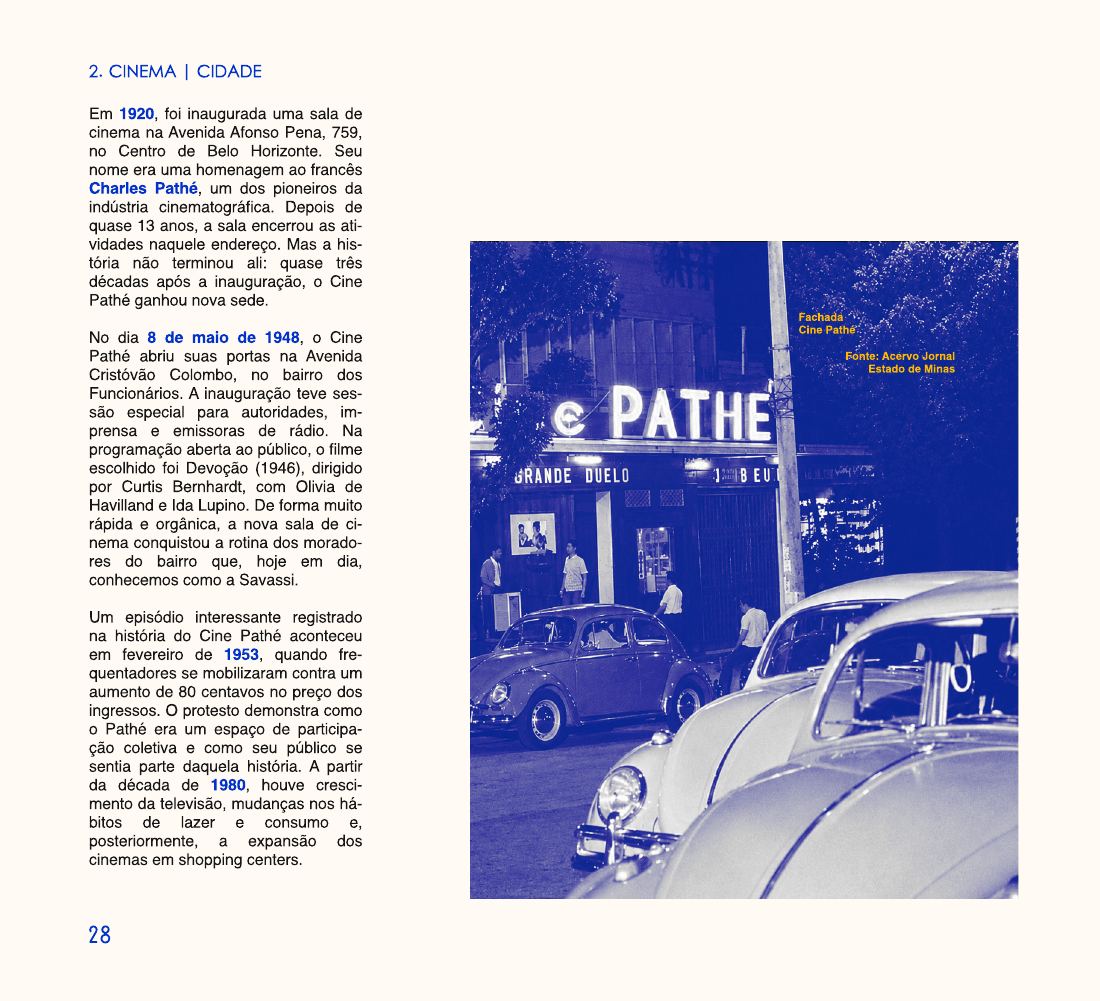 2. CINEMA | CIDADE
Em 1920, foi inaugurada uma sala de
cinema na Avenida Afonso Pena, 759,
no Centro de Belo Horizonte. Seu
nome era uma homenagem ao francês
Charles Pathé, um dos pioneiros da
indústria cinematográfica. Depois de
quase 13 anos, a sala encerrou as ati-
vidades naquele endereço. Mas a his-
tória não terminou ali: quase três
décadas após a inauguração, o Cine
Pathé ganhou nova sede.
No dia 8 de maio de 1948, o Cine
Pathé abriu suas portas na Avenida
Cristóvão Colombo, no bairro dos
Funcionários. A inauguração teve ses-
são especial para autoridades, im-
prensa e emissoras de rádio. Na
programação aberta ao público, o filme
escolhido foi Devoção (1946), dirigido
por Curtis Bernhardt, com Olivia de
Havilland e Ida Lupino. De forma muito
rápida e orgânica, a nova sala de ci-
nema conquistou a rotina dos morado-
res do bairro que, hoje em dia,
conhecemos como a Savassi.
Um episódio interessante registrado
na história do Cine Pathé aconteceu
em fevereiro de 1953, quando fre-
quentadores se mobilizaram contra um
aumento de 80 centavos no preço dos
ingressos. O protesto demonstra como
o Pathé era um espaço de participa-
ção coletiva e como seu público se
sentia parte daquela história. A partir
da década de 1980, houve cresci-
mento da televisão, mudanças nos há-
bitos de lazer e consumo e,
posteriormente, a expansão dos
cinemas em shopping centers.
28
Fachada
Cine Pathé
Fonte: Acervo Jornal
Estado de Minas
PATHE
GRANDE DUELO